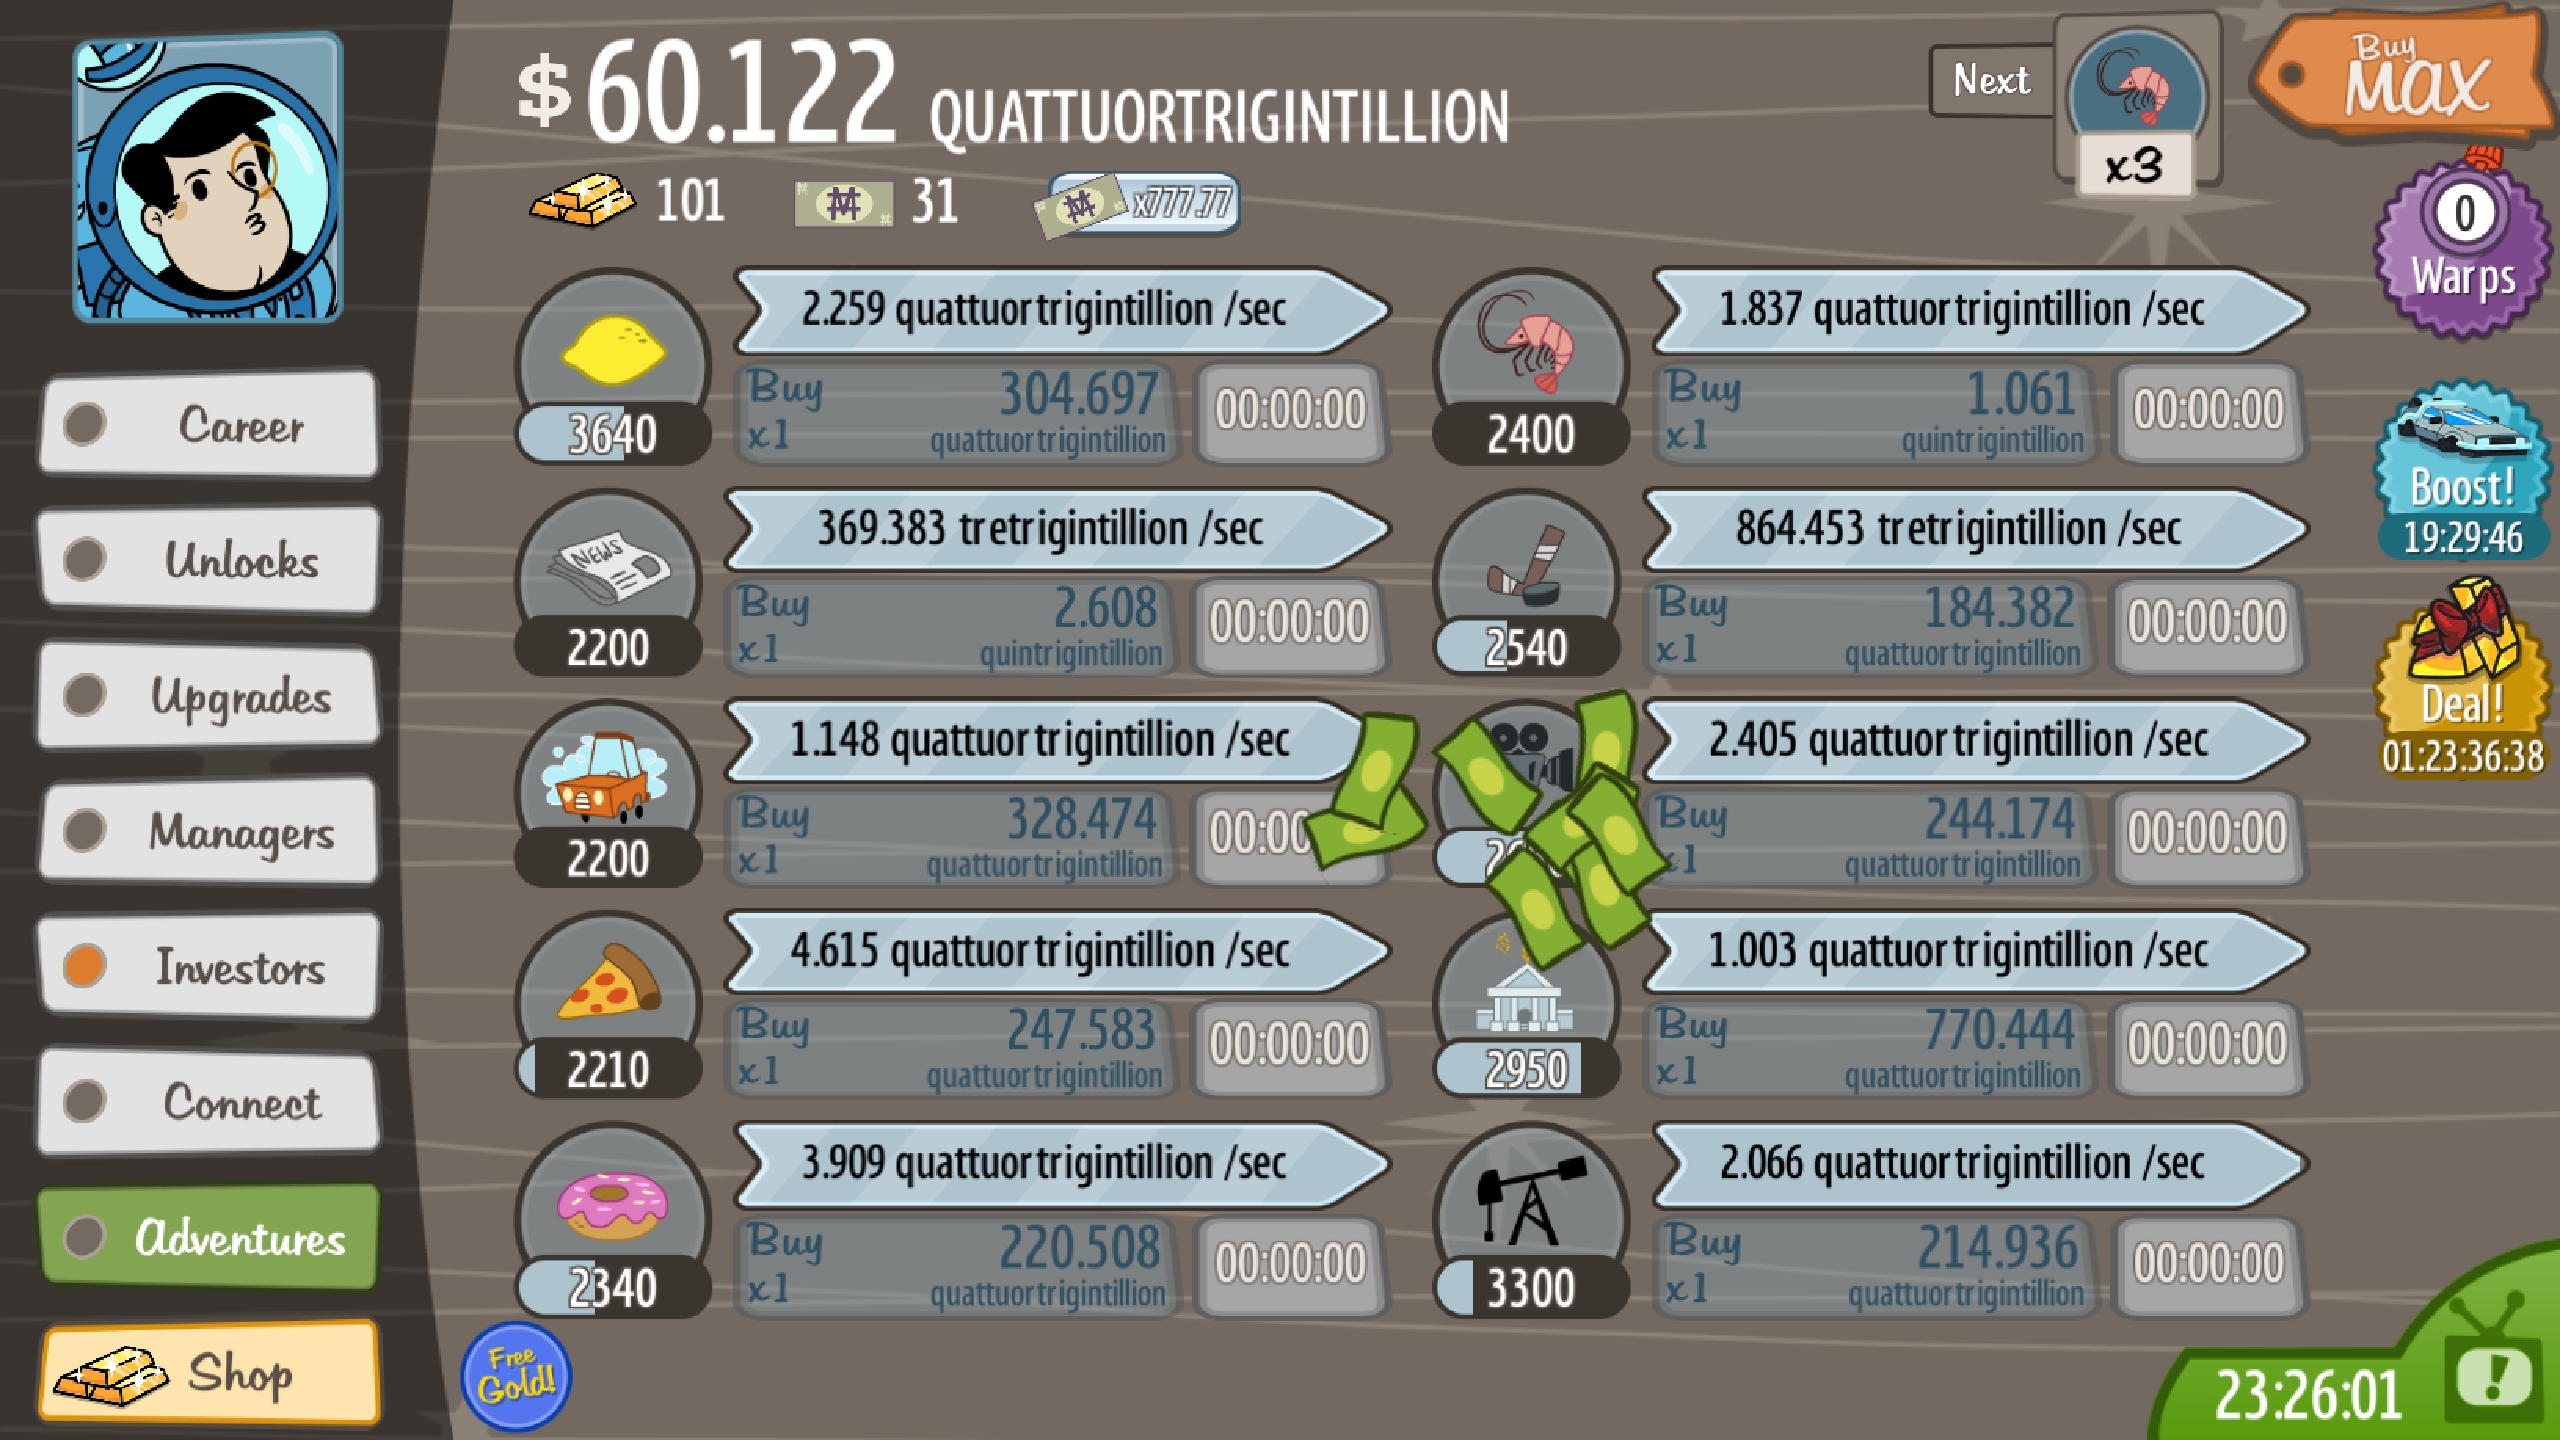 $60.122 QUATTUORTRIGINTILLION
101
31
x777.77
Next
x3
Buy
MAX
0
Warps
Boost!
19:29:46
Deal!
01:23:36:38
Career
Unlocks
Upgrades
Managers
Investors
Connect
Adventures
Shop
2.259 quattuortrigintillion /sec
3640
Buy
x1
304.697
quattuortrigintillion
00:00:00
1.837 quattuortrigintillion /sec
2400
Buy
x1
1.061
quintrigintillion
00:00:00
NEWS
369.383 tretrigintillion /sec
2200
Buy
x1
2.608
quintrigintillion
00:00:00
864.453 tretrigintillion /sec
2540
Buy
x1
184.382
quattuortrigintillion
00:00:00
1.148 quattuortrigintillion /sec
2200
Buy
x1
328.474
quattuortrigintillion
2.405 quattuortrigintillion /sec
Buy
x1
244.174
quattuortrigintillion
00:00:00
4.615 quattuortrigintillion /sec
2210
Buy
x1
247.583
quattuortrigintillion
00:00:00
1.003 quattuortrigintillion /sec
2950
Buy
x1
770.444
quattuortrigintillion
00:00:00
3.909 quattuortrigintillion /sec
2340
Buy
x1
220.508
quattuortrigintillion
00:00:00
2.066 quattuortrigintillion /sec
3300
Buy
x1
214.936
quattuortrigintillion
00:00:00
Free
Gold!
23:26:01